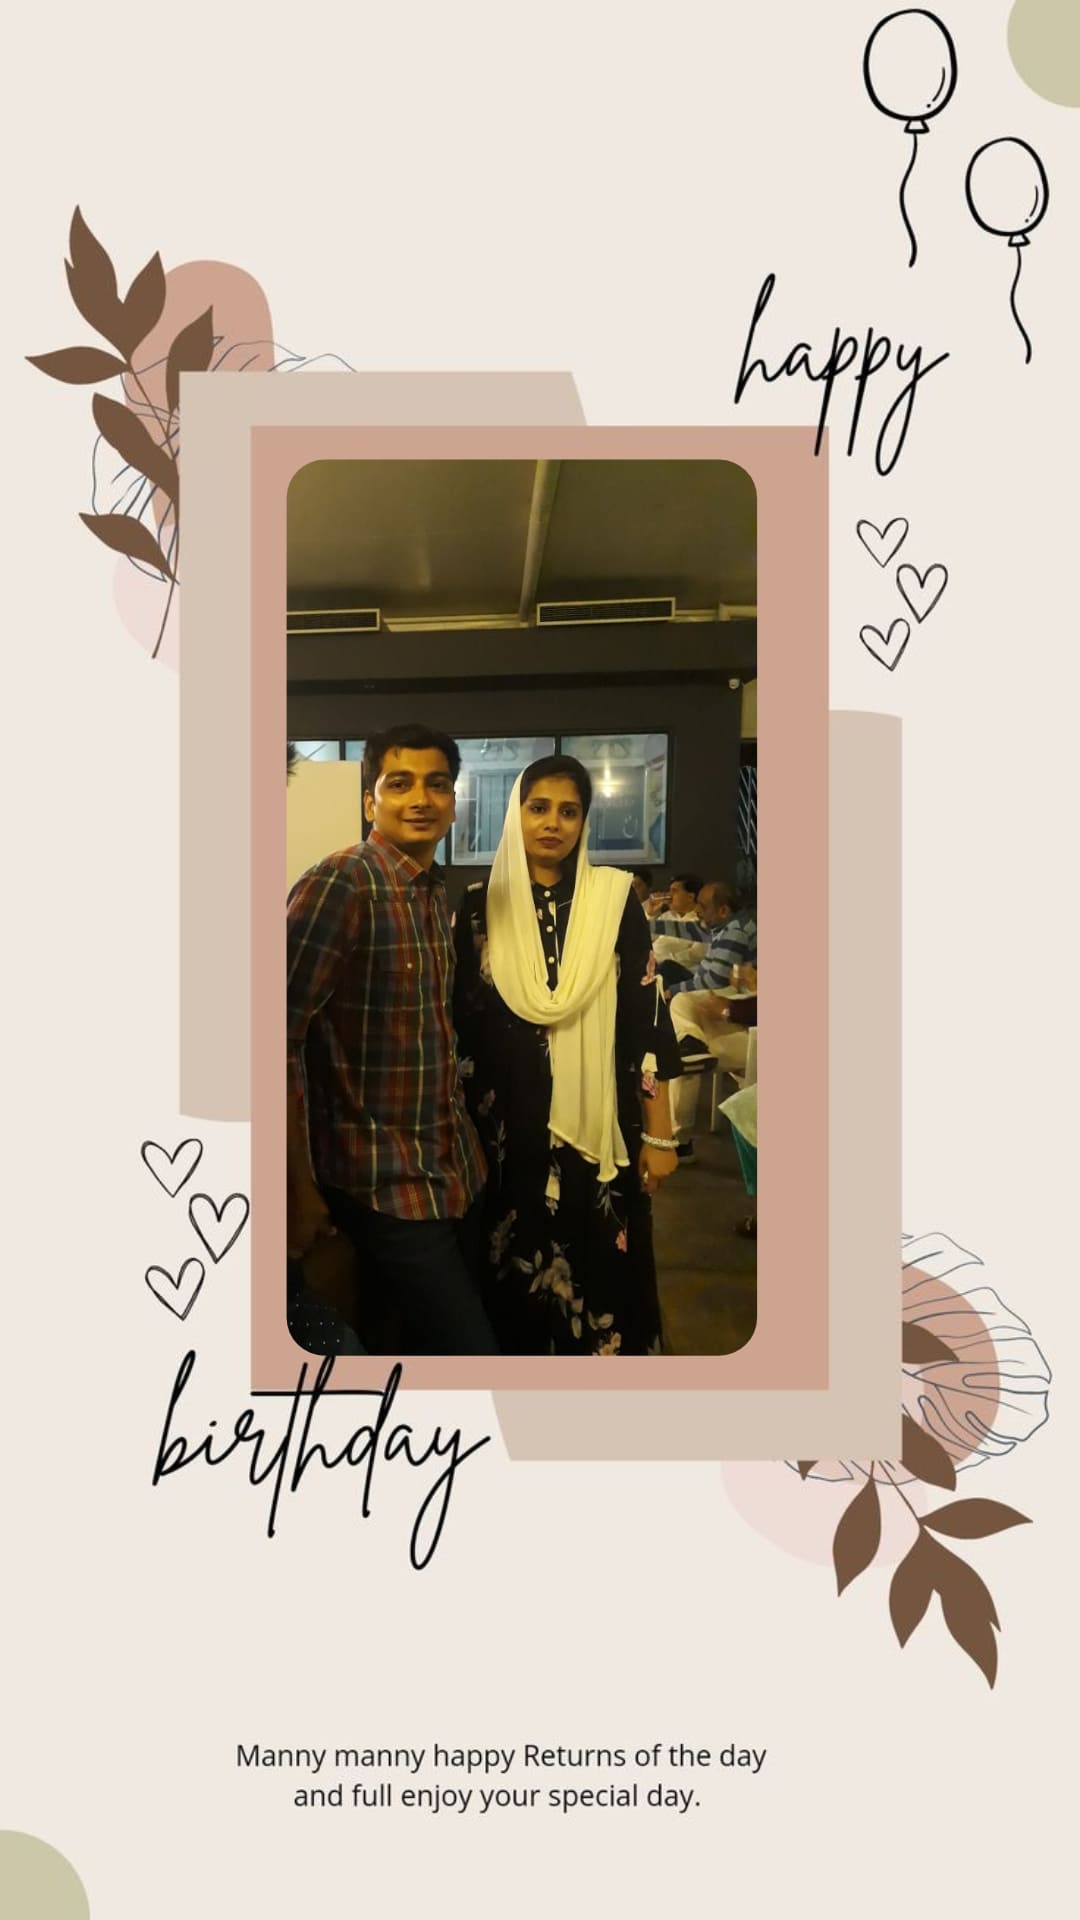 happy
birthday
Manny manny happy Returns of the day
and full enjoy your special day.